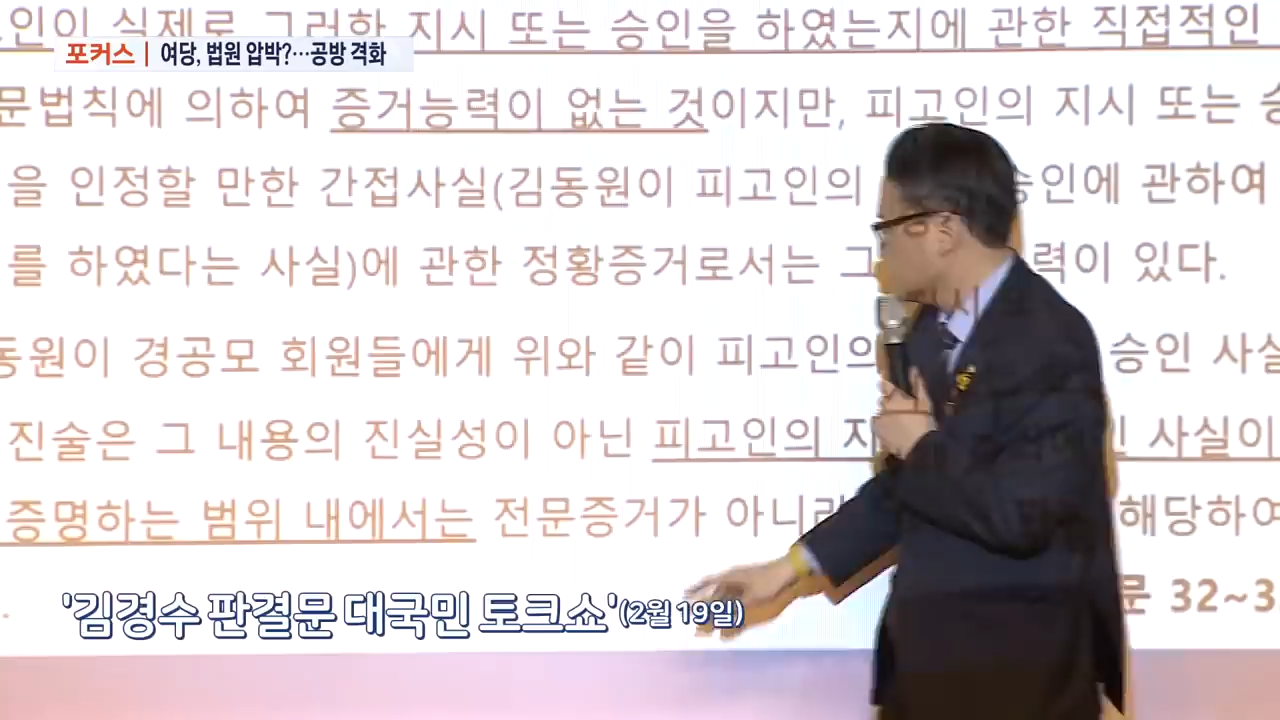 인이 실제로 그러한 지시 또는 승인을 하였는지에 관한 직접적인
포커스 | 여당, 법원 압박?…공방 격화
문법칙에 의하여 증거능력이 없는 것이지만, 피고인의 지시 또는
을 인정할 만한 간접사실(김동원이 피고인의 승인에 관하여
를 하였다는 사실)에 관한 정황증거로서는 그 력이 있다.
동원이 경공모 회원들에게 위와 같이 피고인의 승인 사실
진술은 그 내용의 진실성이 아닌 피고인의 지 인 사실이
증명하는 범위 내에서는 전문증거가 아니라 해당하여
문 32~3
'김경수 판결문 대국민 토크쇼'(2월 19일)